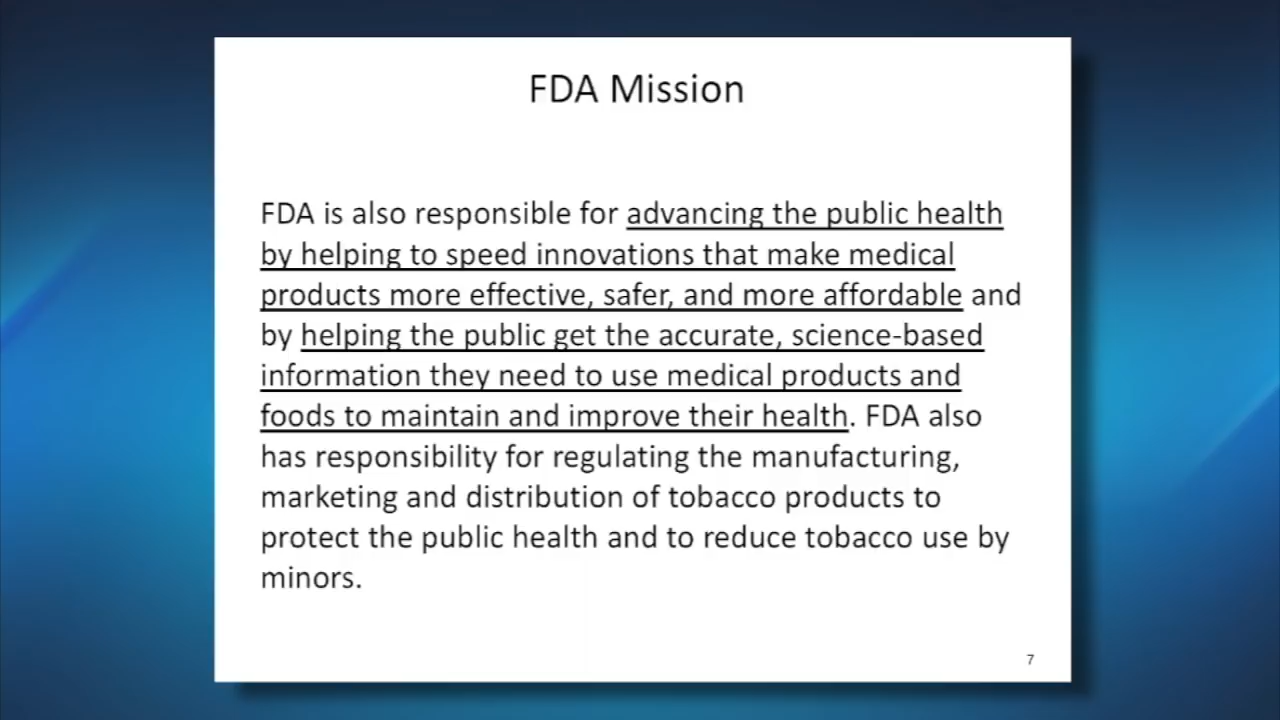 FDA Mission
FDA is also responsible for advancing the public health
by helping to speed innovations that make medical
products more effective, safer, and more affordable and
by helping the public get the accurate, science-based
information they need to use medical products and
foods to maintain and improve their health. FDA also
has responsibility for regulating the manufacturing,
marketing and distribution of tobacco products to
protect the public health and to reduce tobacco use by
minors.
7